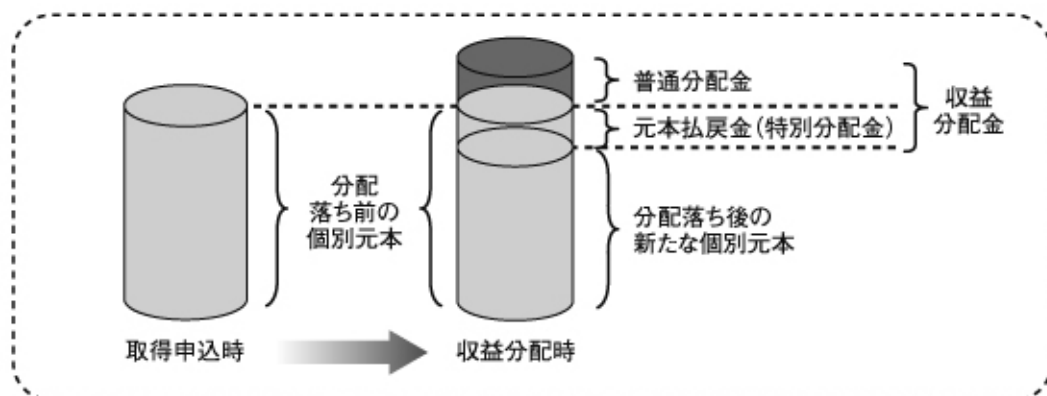 普通分配金
元本払戻金（特別分配金）
収益
分配金
分配
落ち前の
個別元本
分配落ち後の
新たな個別元本
取得申込時
収益分配時